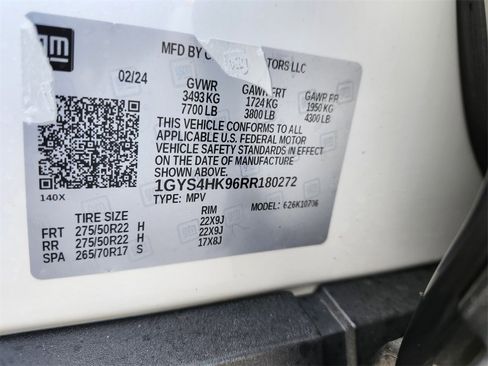 gm
MFD BY TORS LLC
02/24 GVWR GAWR FRT GAWR RR
3493 KG 1724 KG 1950 KG
7700 LB 3800 LB 4300 LB
THIS VEHICLE CONFORMS TO ALL
APPLICABLE U.S. FEDERAL MOTOR
VEHICLE SAFETY STANDARDS IN EFFECT
ON THE DATE OF MANUFACTURE
SHOWN ABOVE.
1GYS4HK96RR180272
140X TYPE: MPV MODEL: 626K10706
TIRE SIZE RIM
FRT 275/50R22 H 22X9J
RR 275/50R22 H 22X9J
SPA 265/70R17 S 17X8J